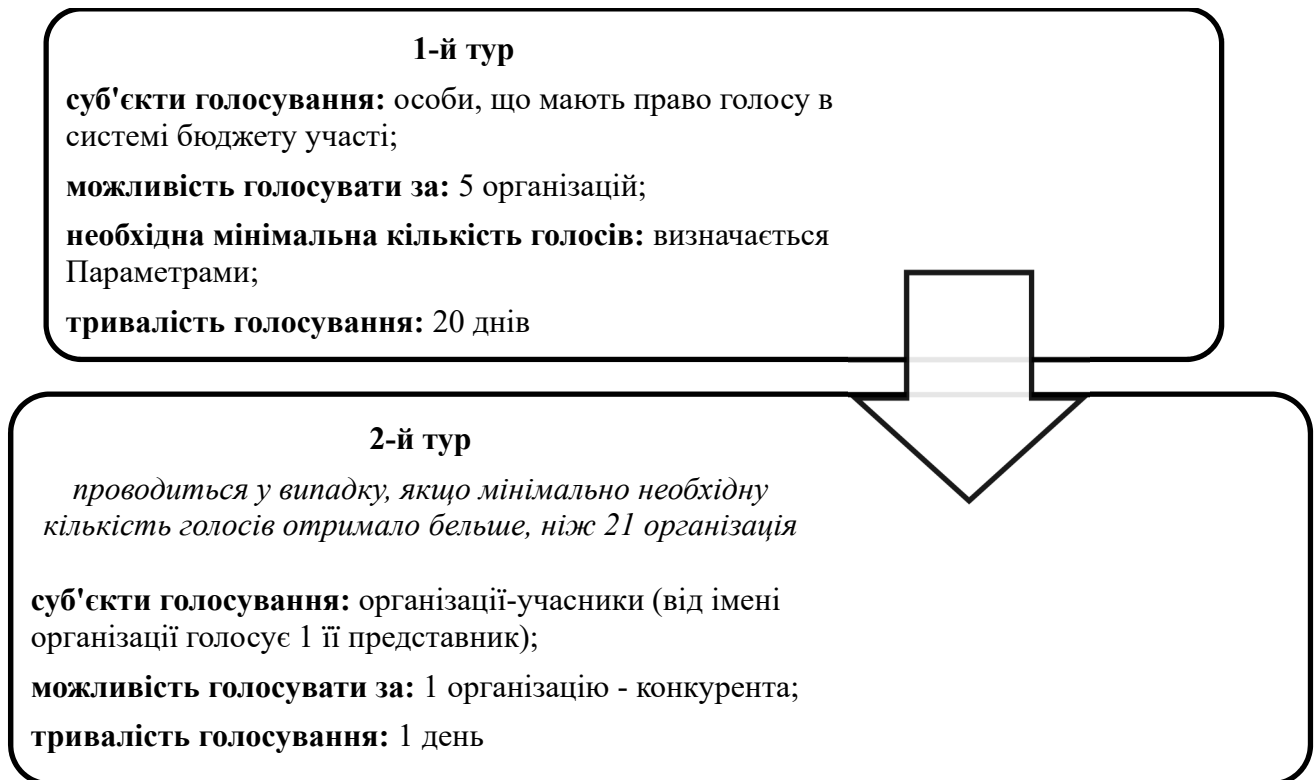 1-й тур
суб'єкти голосування: особи, що мають право голосу в
системі бюджету участі;
можливість голосувати за: 5 організацій;
необхідна мінімальна кількість голосів: визначається
Параметрами;
тривалість голосування: 20 днів
2-й тур
проводиться у випадку, якщо мінімально необхідну
кількість голосів отримало бельше, ніж 21 організація
суб'єкти голосування: організації-учасники (від імені
організації голосує 1 її представник);
можливість голосувати за: 1 організацію - конкурента;
тривалість голосування: 1 день